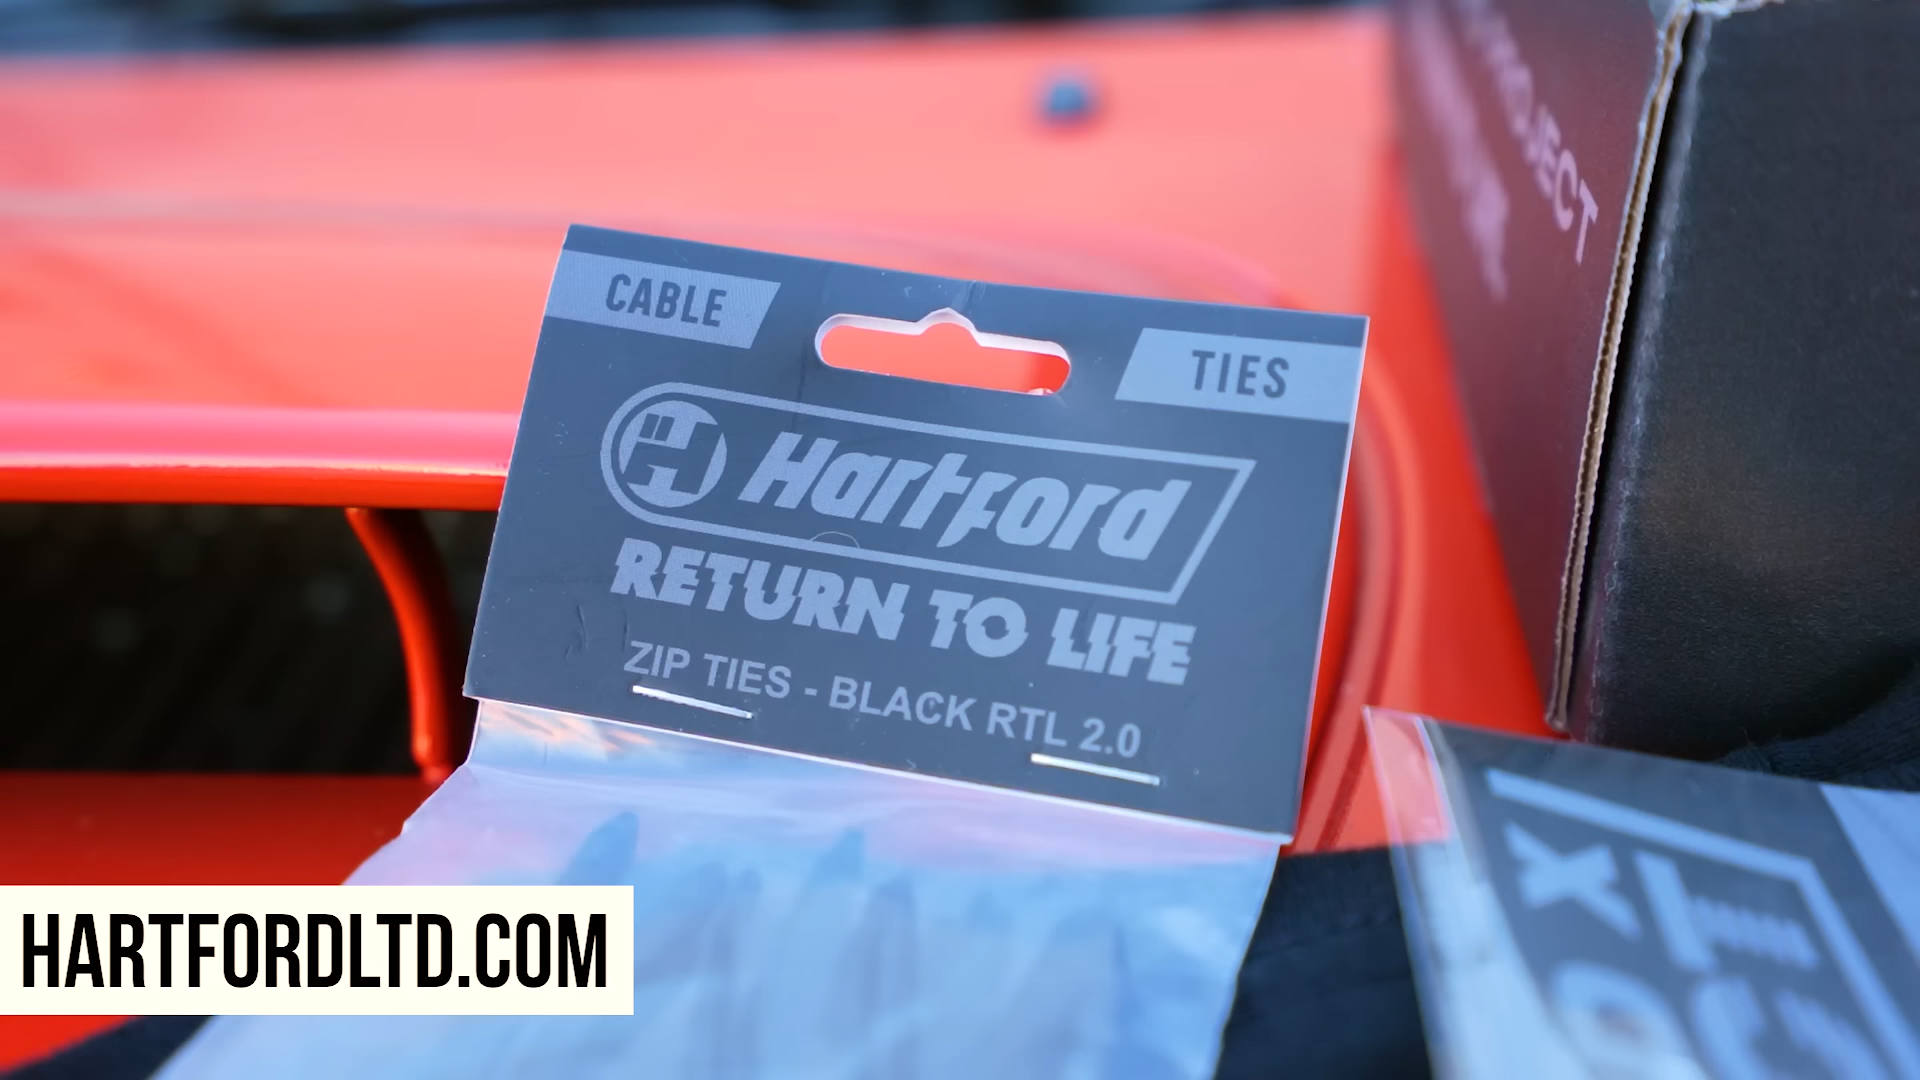 CABLE
TIES
Hartford
RETURN TO LIFE
ZIP TIES - BLACK RTL 2.0
PROJECT
HARTFORDLTD.COM